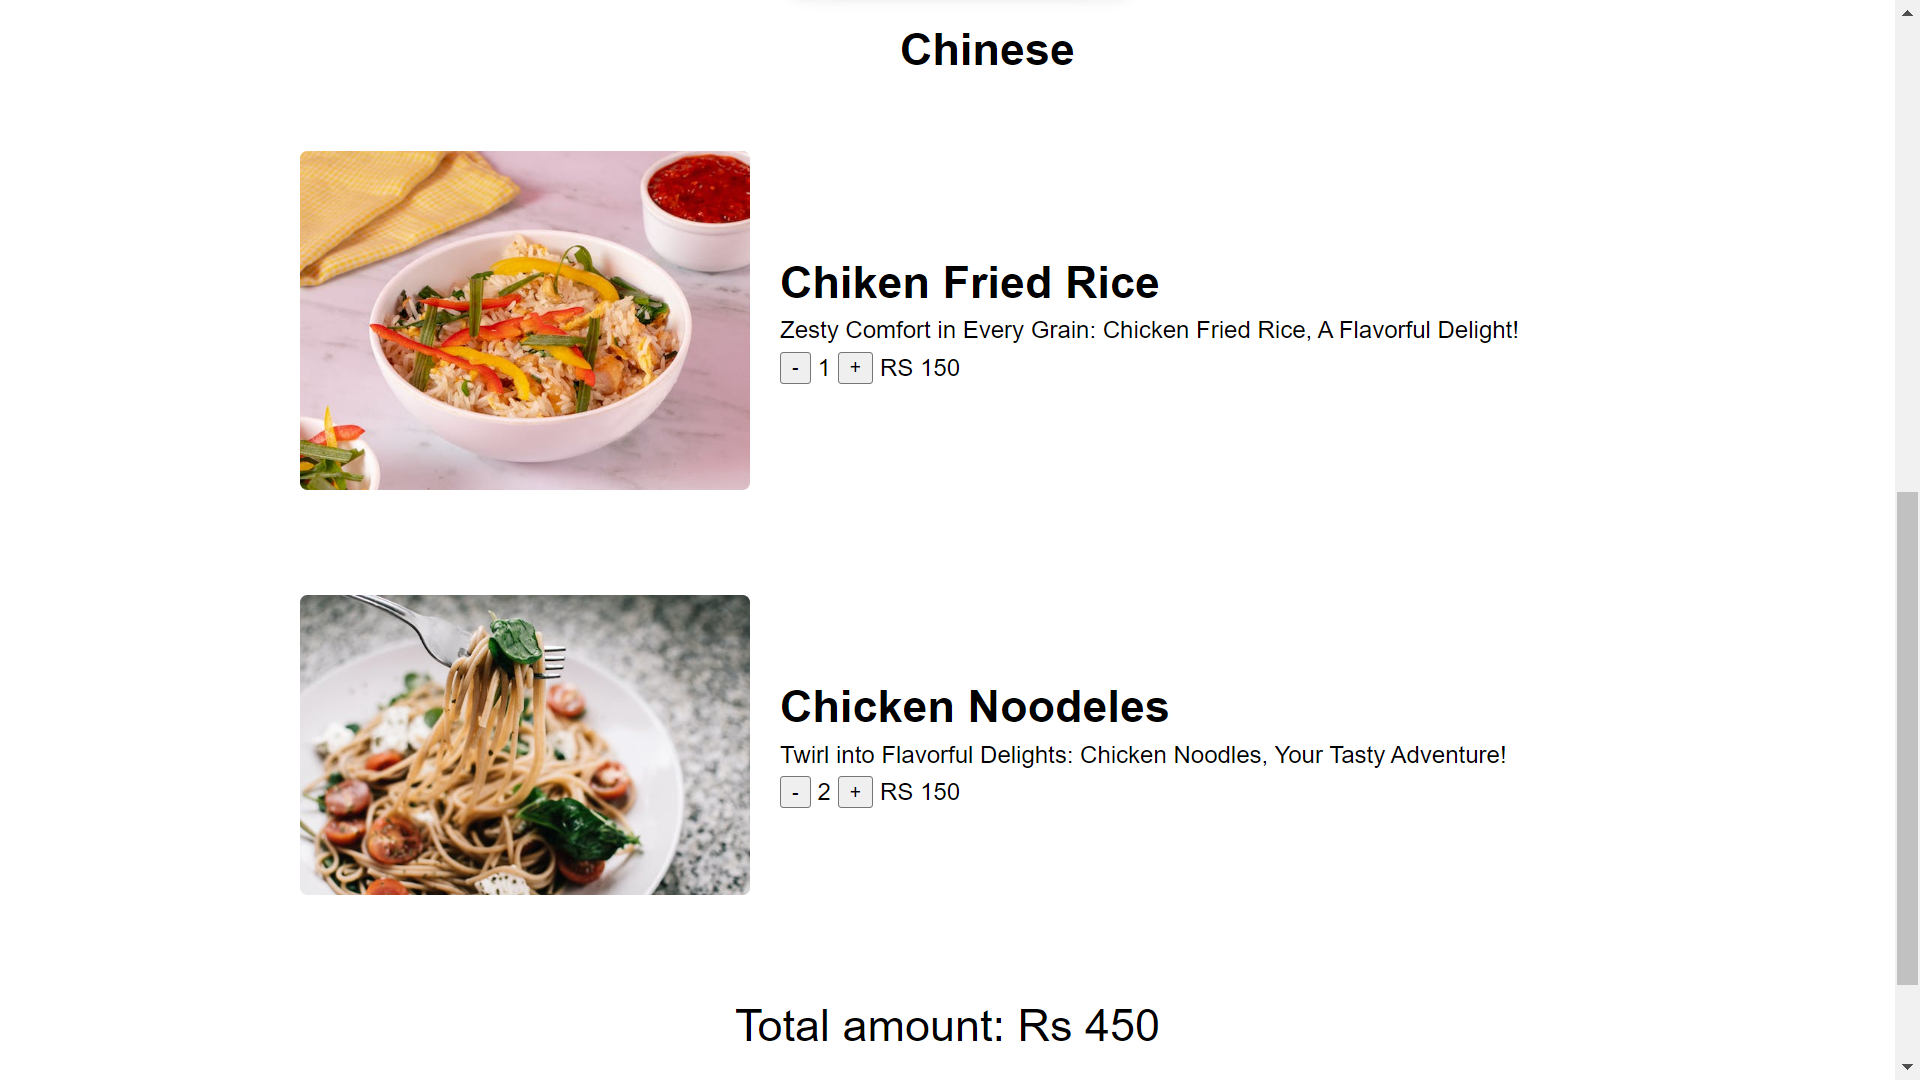 Chinese
Chiken Fried Rice
Zesty Comfort in Every Grain: Chicken Fried Rice, A Flavorful Delight!
- 1 + RS 150
Chicken Noodeles
Twirl into Flavorful Delights: Chicken Noodles, Your Tasty Adventure!
- 2 + RS 150
Total amount: Rs 450